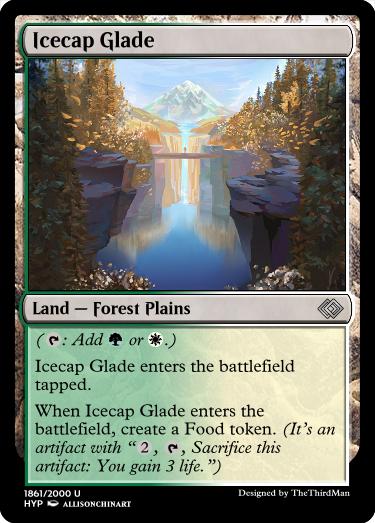 Icecap Glade
Land — Forest Plains
( : Add or .)
Icecap Glade enters the battlefield
tapped.
When Icecap Glade enters the
battlefield, create a Food token. (It's an
artifact with “2, , Sacrifice this
artifact: You gain 3 life.”)
1861/2000 U
HYP ALLISONCHINART
Designed by TheThirdMan